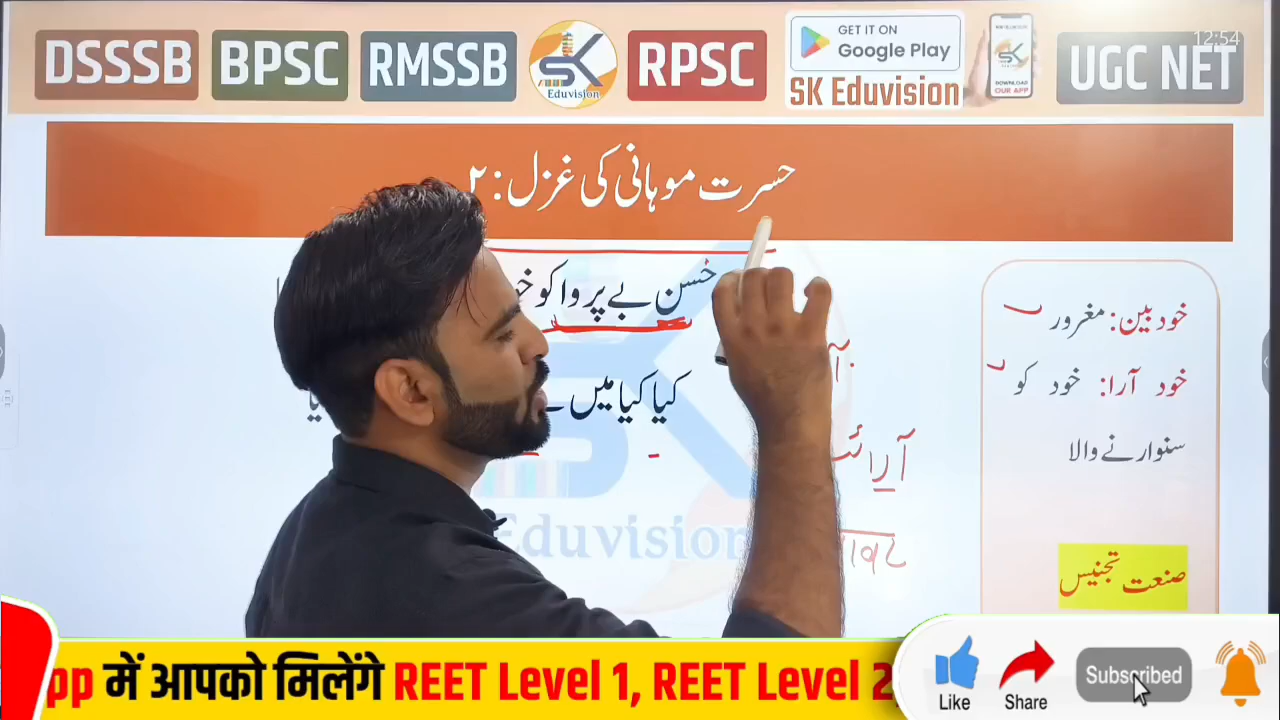 DSSSB BPSC RMSSB SK Eduvision RPSC GET IT ON Google Play SK Eduvision UGC NET
12:54
حسرت موہانی کی غزل: ۲
حُسن بے پروا کو
کیا کیا میں
خود بین: مغرور
خود آرا: خود کو
سنوارنے والا
صنعت تجنیس
Eduvision
pp में आपको मिलेंगे REET Level 1, REET Level 2,
Like Share Subscribed